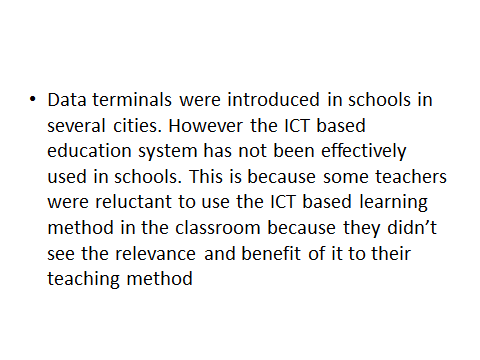 • Data terminals were introduced in schools in
several cities. However the ICT based
education system has not been effectively
used in schools. This is because some teachers
were reluctant to use the ICT based learning
method in the classroom because they didn’t
see the relevance and benefit of it to their
teaching method